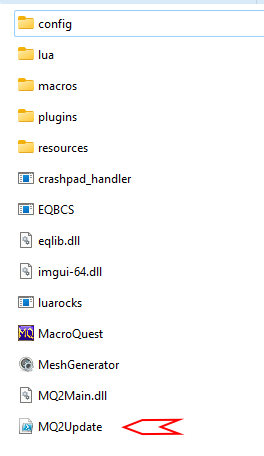 config
lua
macros
plugins
resources
crashpad_handler
EQBCS
eqlib.dll
imgui-64.dll
luarocks
MacroQuest
MeshGenerator
MQ2Main.dll
MQ2Update